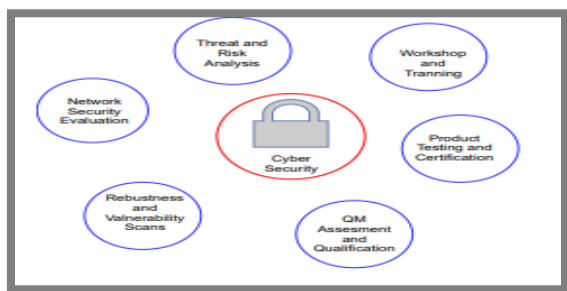 Threat and
Risk
Analysis
Workshop
and
Tranning
Network
Security
Evaluation
Cyber
Security
Product
Testing and
Certification
Rebustness
and
Valnerability
Scans
QM
Assesment
and
Qualification